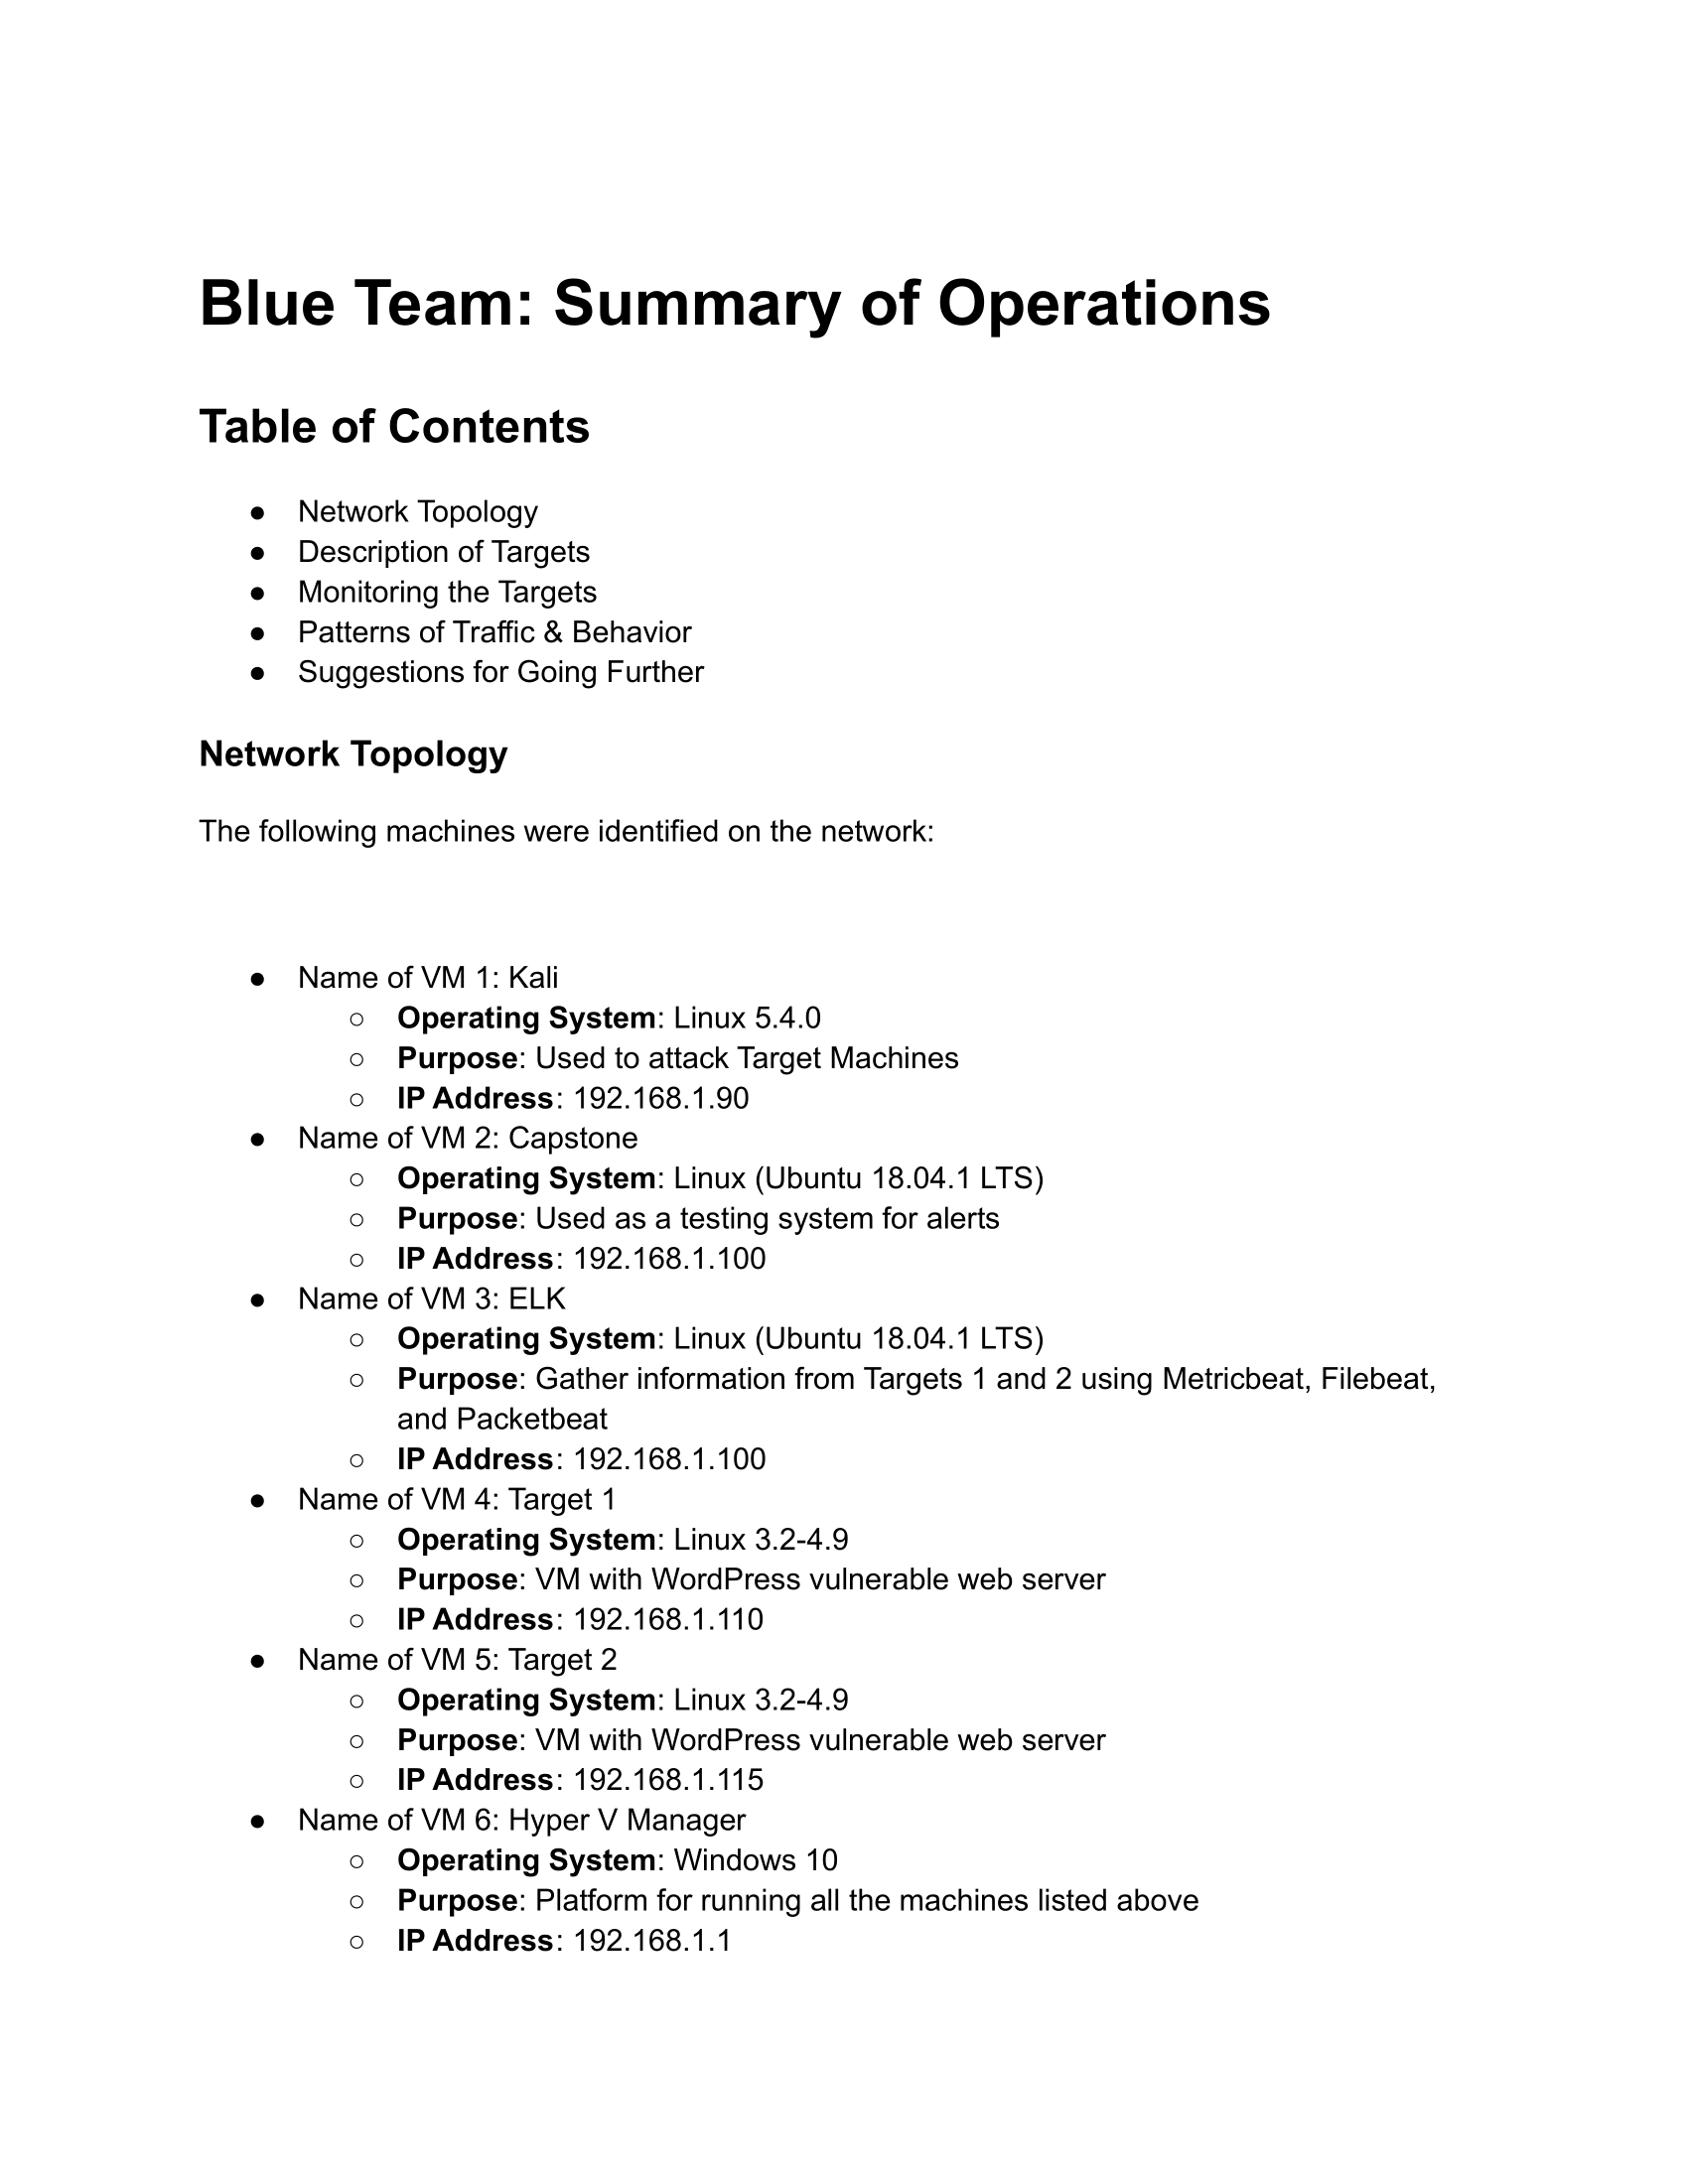 Blue Team: Summary of Operations
Table of Contents
● Network Topology
● Description of Targets
● Monitoring the Targets
● Patterns of Traffic & Behavior
● Suggestions for Going Further
Network Topology
The following machines were identified on the network:
● Name of VM 1: Kali
○ Operating System: Linux 5.4.0
○ Purpose: Used to attack Target Machines
○ IP Address: 192.168.1.90
● Name of VM 2: Capstone
○ Operating System: Linux (Ubuntu 18.04.1 LTS)
○ Purpose: Used as a testing system for alerts
○ IP Address: 192.168.1.100
● Name of VM 3: ELK
○ Operating System: Linux (Ubuntu 18.04.1 LTS)
○ Purpose: Gather information from Targets 1 and 2 using Metricbeat, Filebeat,
and Packetbeat
○ IP Address: 192.168.1.100
● Name of VM 4: Target 1
○ Operating System: Linux 3.2-4.9
○ Purpose: VM with WordPress vulnerable web server
○ IP Address: 192.168.1.110
● Name of VM 5: Target 2
○ Operating System: Linux 3.2-4.9
○ Purpose: VM with WordPress vulnerable web server
○ IP Address: 192.168.1.115
● Name of VM 6: Hyper V Manager
○ Operating System: Windows 10
○ Purpose: Platform for running all the machines listed above
○ IP Address: 192.168.1.1